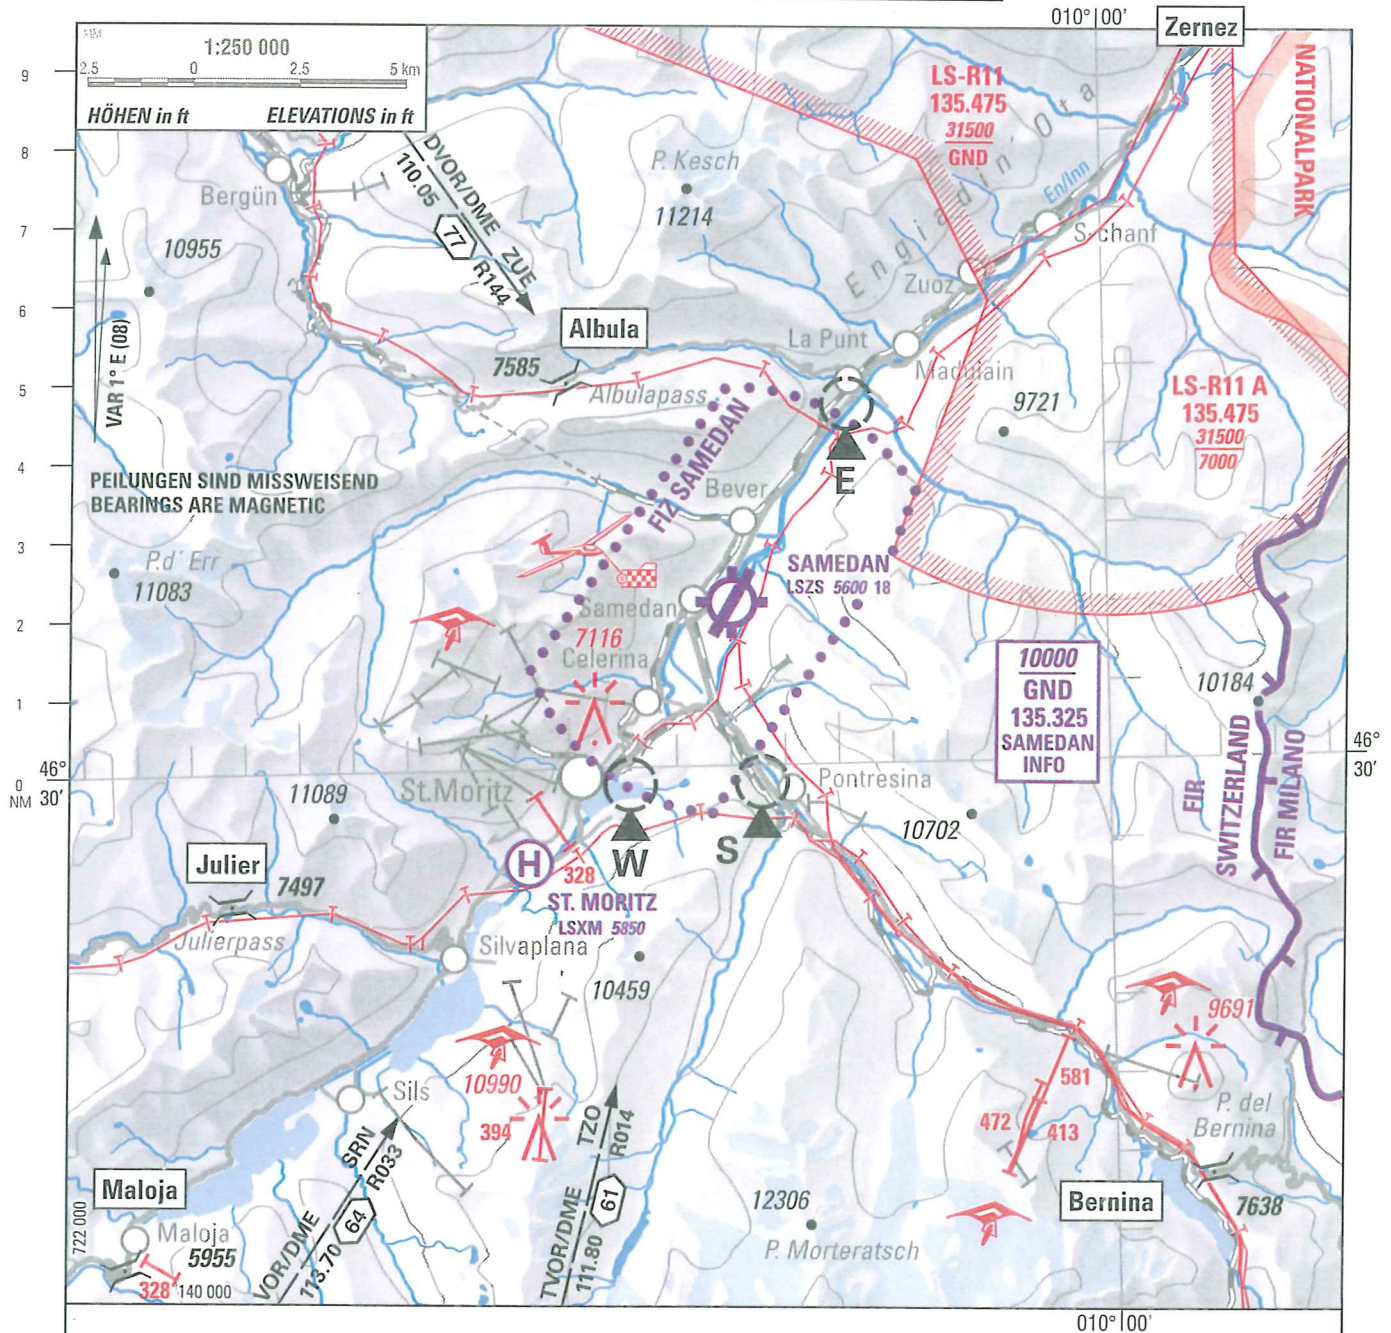 010° 00'
Zernez
1:250 000
2.5 0 2.5 5 km
HÖHEN in ft ELEVATIONS in ft
9
8
7
6
5
4
3
2
1
0
NM
46°
30'
DVOR/DME ZUE
110.05 77 R144
P. Kesch
11214
LS-R11
135.475
31500
GND
Engiadin'Ota
En/Inn
NATIONALPARK
Bergün
10955
S-chanf
Zuoz
VAR 1° E (08)
Albula
7585
Albulapass
La Punt
Madulain
9721
LS-R11 A
135.475
31500
7000
PEILUNGEN SIND MISSWEISEND
BEARINGS ARE MAGNETIC
FIZ SAMEDAN
Bever
E
P.d' Err
11083
SAMEDAN
LSZS 5600 18
Samedan
7116
Celerina
10000
GND
135.325
SAMEDAN
INFO
10184
FIR
SWITZERLAND
FIR MILANO
46°
30'
St.Moritz
11089
Pontresina
10702
W
S
H
328
ST. MORITZ
LSXM 5850
Julier
7497
Julierpass
Silvaplana
10459
10990
394
Sils
9691
581
472
413
P. del
Bernina
SRN
R033
VOR/DME
113.70 64
TZO
R014
TVOR/DME
111.80 61
12306
P. Morteratsch
Bernina
7638
Maloja
Maloja
5955
722 000
328 140 000
010° 00'